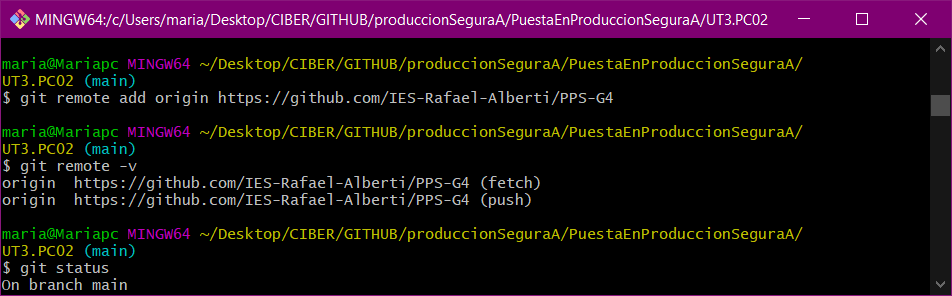 MINGW64:/c/Users/maria/Desktop/CIBER/GITHUB/produccionSeguraA/PuestaEnProduccionSeguraA/UT3.PC02
maria@Mariapc MINGW64 ~/Desktop/CIBER/GITHUB/produccionSeguraA/PuestaEnProduccionSeguraA/
UT3.PC02 (main)
$ git remote add origin https://github.com/IES-Rafael-Alberti/PPS-G4
maria@Mariapc MINGW64 ~/Desktop/CIBER/GITHUB/produccionSeguraA/PuestaEnProduccionSeguraA/
UT3.PC02 (main)
$ git remote -v
origin  https://github.com/IES-Rafael-Alberti/PPS-G4 (fetch)
origin  https://github.com/IES-Rafael-Alberti/PPS-G4 (push)
maria@Mariapc MINGW64 ~/Desktop/CIBER/GITHUB/produccionSeguraA/PuestaEnProduccionSeguraA/
UT3.PC02 (main)
$ git status
On branch main